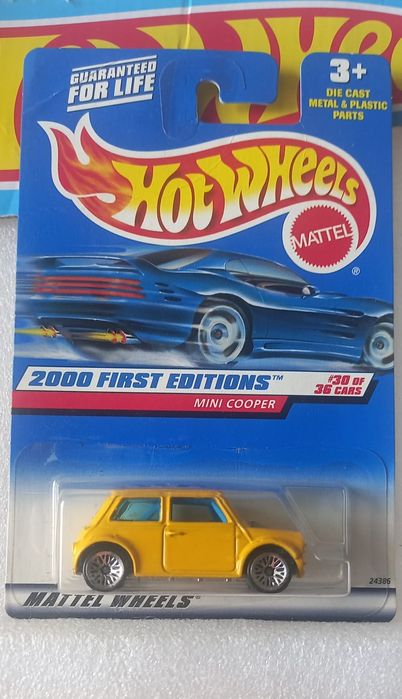 GUARANTEED
FOR LIFE
3+
DIE CAST
METAL & PLASTIC
PARTS
HOT WHEELS
MATTEL
®
2000 FIRST EDITIONS™
#30 OF
36 CARS
MINI COOPER
24386
MATTEL WHEELS®